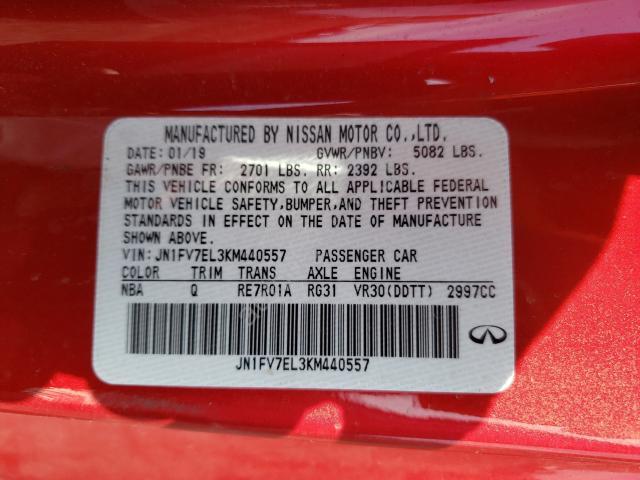 MANUFACTURED BY NISSAN MOTOR CO.,LTD.
DATE: 01/19 GVWR/PNBV: 5082 LBS.
GAWR/PNBE FR: 2701 LBS. RR: 2392 LBS.
THIS VEHICLE CONFORMS TO ALL APPLICABLE FEDERAL
MOTOR VEHICLE SAFETY,BUMPER,AND THEFT PREVENTION
STANDARDS IN EFFECT ON THE DATE OF MANUFACTURE
SHOWN ABOVE.
VIN: JN1FV7EL3KM440557 PASSENGER CAR
COLOR TRIM TRANS AXLE ENGINE
NBA Q RE7R01A RG31 VR30(DDTT) 2997CC
JN1FV7EL3KM440557